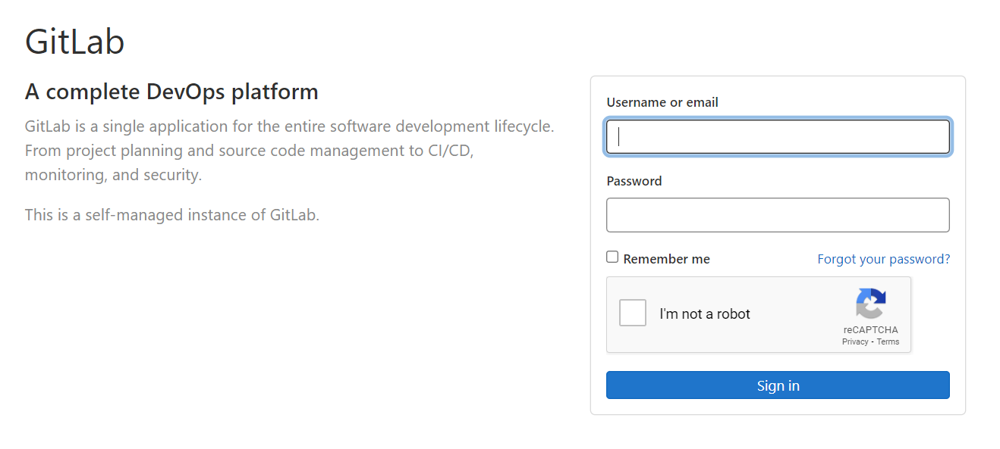 GitLab
A complete DevOps platform
GitLab is a single application for the entire software development lifecycle.
From project planning and source code management to CI/CD,
monitoring, and security.
This is a self-managed instance of GitLab.
Username or email
Password
Remember me
Forgot your password?
I'm not a robot
reCAPTCHA
Privacy - Terms
Sign in